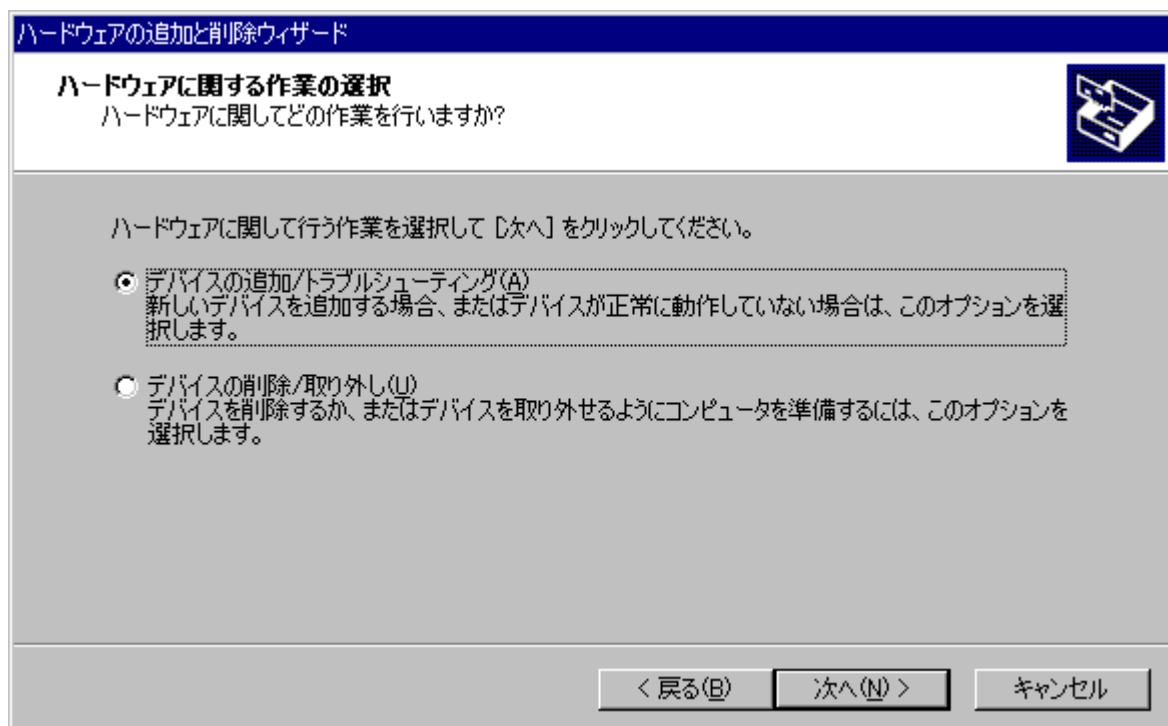 ハードウェアの追加と削除ウィザード
ハードウェアに関する作業の選択
ハードウェアに関してどの作業を行いますか?
ハードウェアに関して行う作業を選択して [次へ] をクリックしてください。
デバイスの追加/トラブルシューティング(A)
新しいデバイスを追加する場合、またはデバイスが正常に動作していない場合は、このオプションを選
択します。
デバイスの削除/取り外し(U)
デバイスを削除するか、またはデバイスを取り外せるようにコンピュータを準備するには、このオプションを
選択します。
< 戻る(B)
次へ(N) >
キャンセル